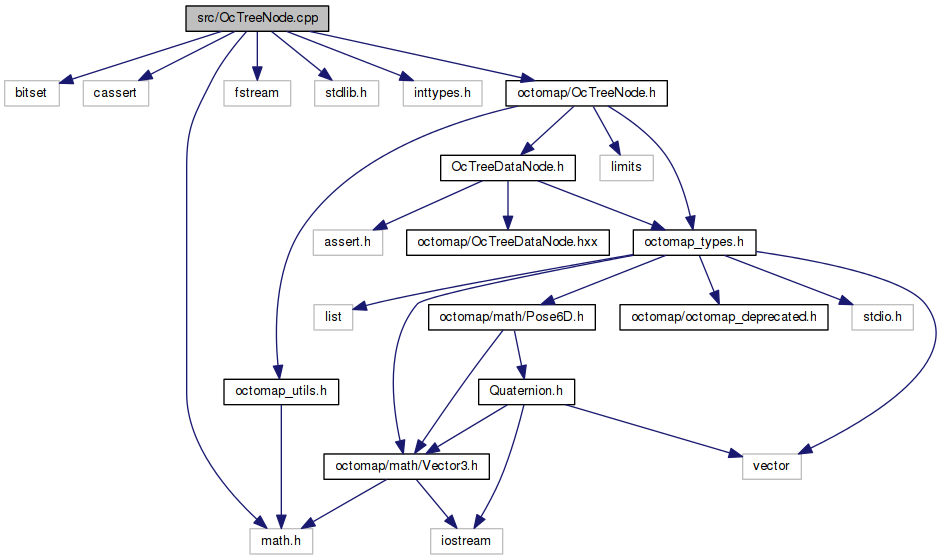 src/OcTreeNode.cpp
bitset
cassert
fstream
stdlib.h
inttypes.h
octomap/OcTreeNode.h
OcTreeDataNode.h
limits
assert.h
octomap/OcTreeDataNode.hxx
octomap_types.h
list
octomap/math/Pose6D.h
octomap/octomap_deprecated.h
stdio.h
octomap_utils.h
Quaternion.h
octomap/math/Vector3.h
vector
math.h
iostream